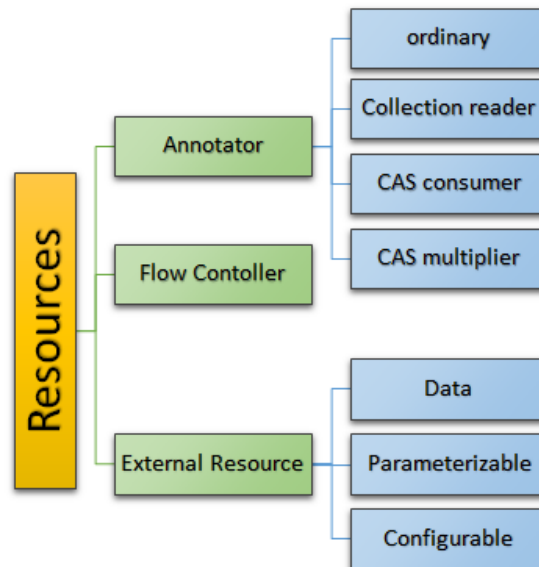 Resources
Annotator
ordinary
Collection reader
CAS consumer
CAS multiplier
Flow Contoller
External Resource
Data
Parameterizable
Configurable